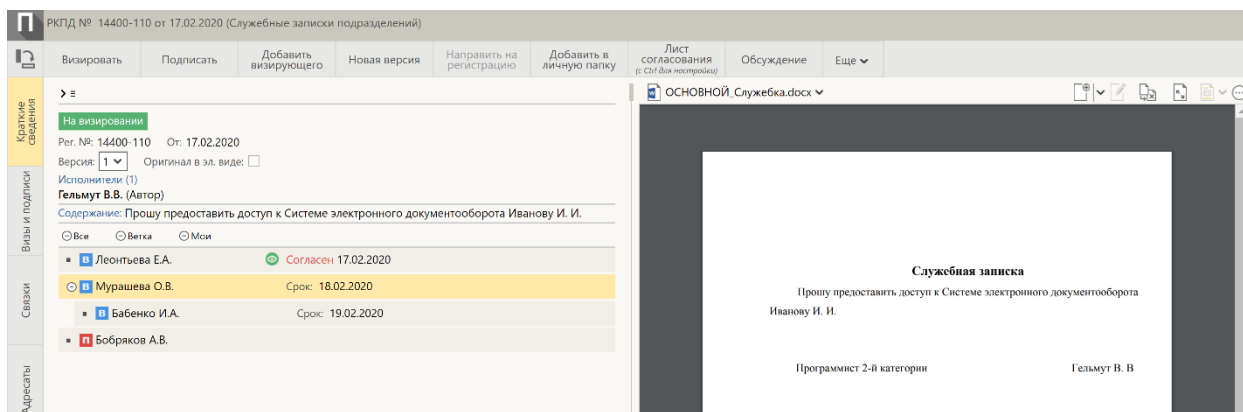 П РКПД № 14400-110 от 17.02.2020 (Служебные записки подразделений)
Визировать Подписать Добавить визирующего Новая версия Направить на регистрацию Добавить в личную папку Лист согласования (с Ctrl для настройки) Обсуждение Еще
Краткие сведения
Визы и подписи
Связки
Адресаты
На визировании
Рег. №: 14400-110 От: 17.02.2020
Версия: 1 Оригинал в эл. виде:
Исполнители (1)
Гельмут В.В. (Автор)
Содержание: Прошу предоставить доступ к Системе электронного документооборота Иванову И. И.
Все Ветка Мои
В Леонтьева Е.А. Согласен 17.02.2020
В Мурашева О.В. Срок: 18.02.2020
В Бабенко И.А. Срок: 19.02.2020
П Бобряков А.В.
ОСНОВНОЙ_Служебка.docx
Служебная записка
Прошу предоставить доступ к Системе электронного документооборота
Иванову И. И.
Программист 2-й категории Гельмут В. В